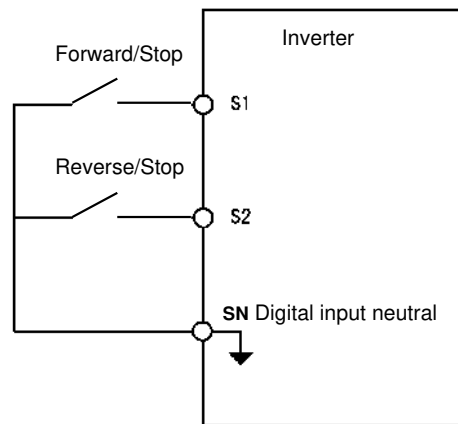 Inverter
Forward/Stop
S1
Reverse/Stop
S2
SN Digital input neutral